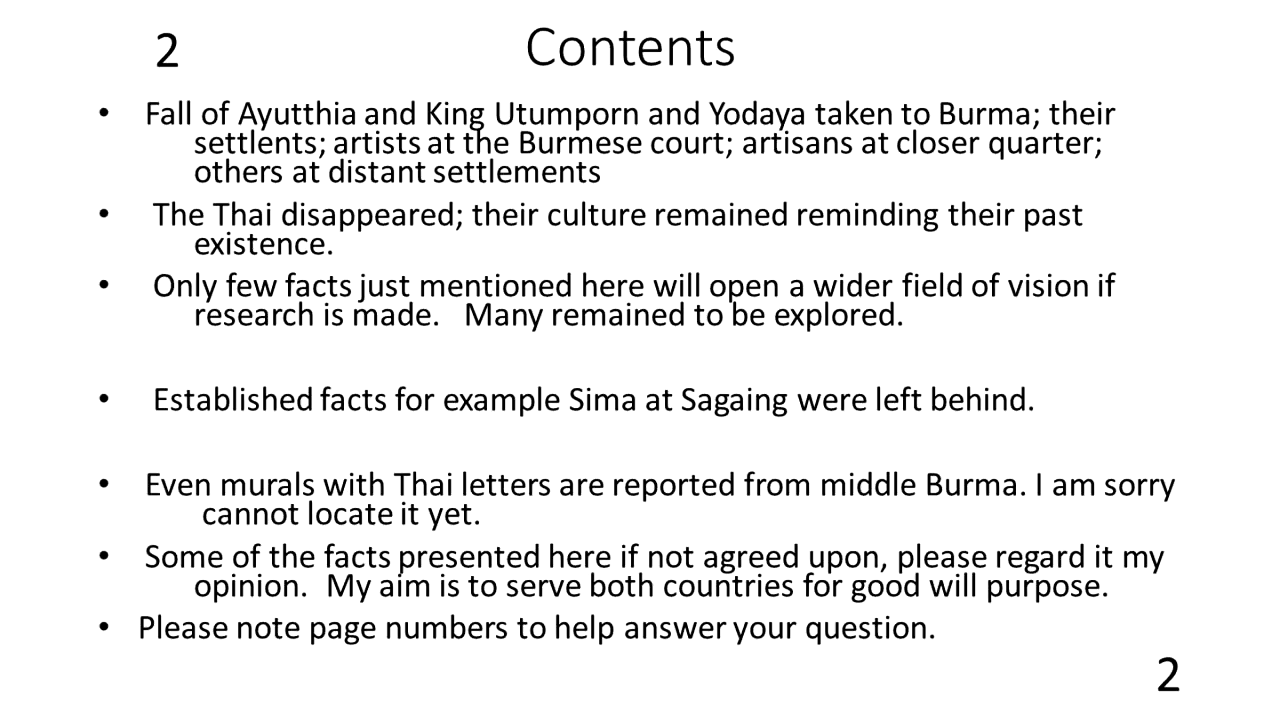 2
Contents
• Fall of Ayutthia and King Utumporn and Yodaya taken to Burma; their
settlents; artists at the Burmese court; artisans at closer quarter;
others at distant settlements
• The Thai disappeared; their culture remained reminding their past
existence.
• Only few facts just mentioned here will open a wider field of vision if
research is made. Many remained to be explored.
• Established facts for example Sima at Sagaing were left behind.
• Even murals with Thai letters are reported from middle Burma. I am sorry
cannot locate it yet.
• Some of the facts presented here if not agreed upon, please regard it my
opinion. My aim is to serve both countries for good will purpose.
• Please note page numbers to help answer your question.
2